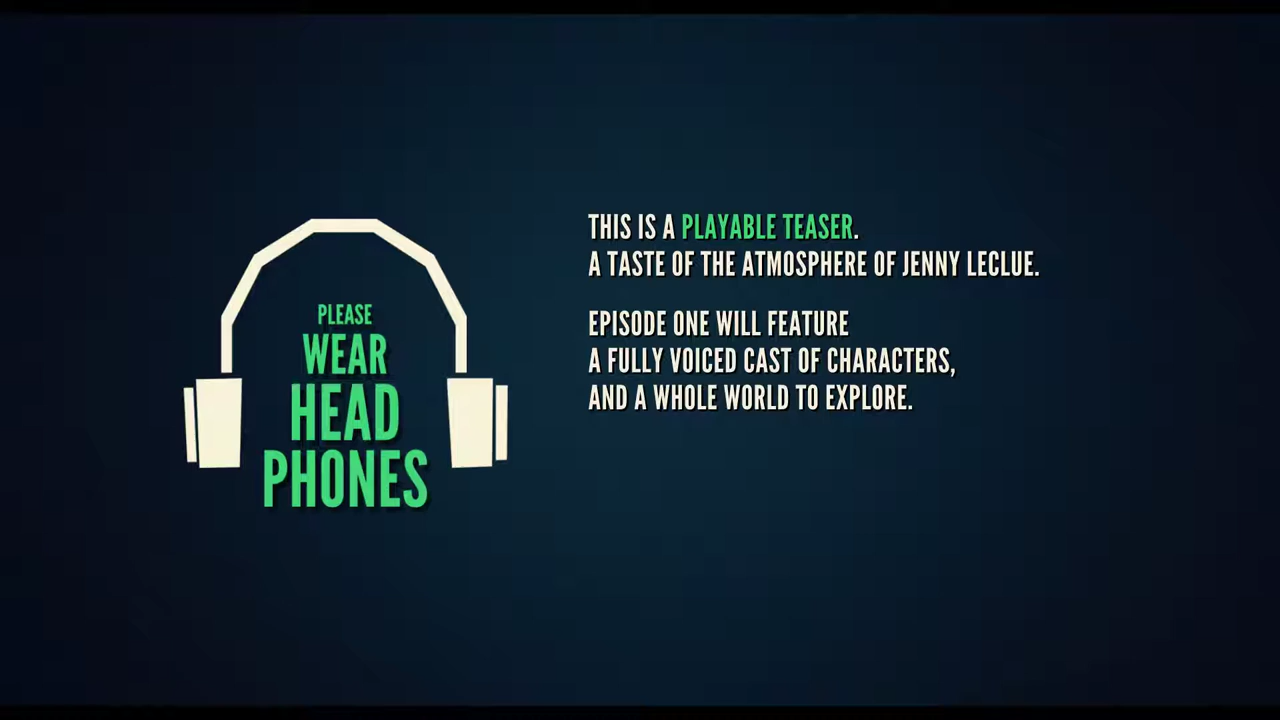 PLEASE
WEAR
HEAD
PHONES
THIS IS A PLAYABLE TEASER.
A TASTE OF THE ATMOSPHERE OF JENNY LECLUE.
EPISODE ONE WILL FEATURE
A FULLY VOICED CAST OF CHARACTERS,
AND A WHOLE WORLD TO EXPLORE.